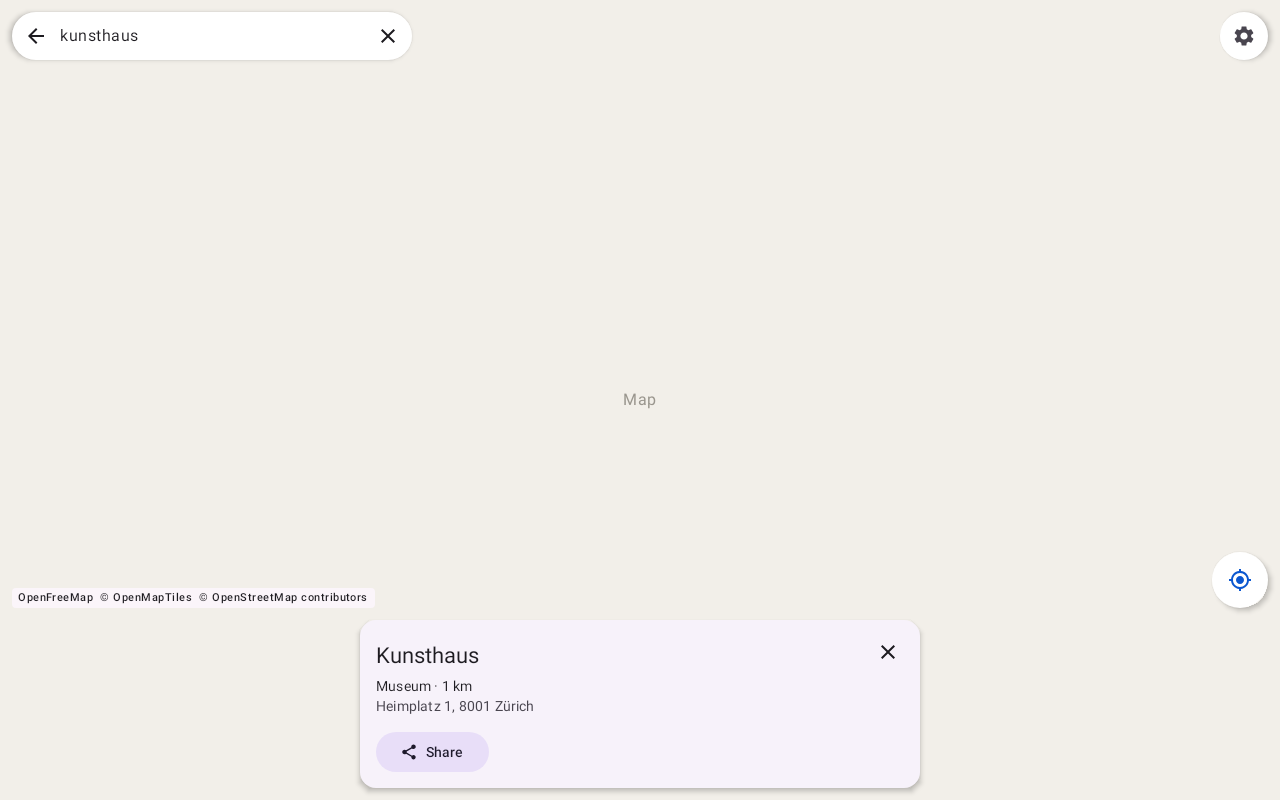 kunsthaus
Map
OpenFreeMap © OpenMapTiles © OpenStreetMap contributors
Kunsthaus
Museum · 1 km
Heimplatz 1, 8001 Zürich
Share